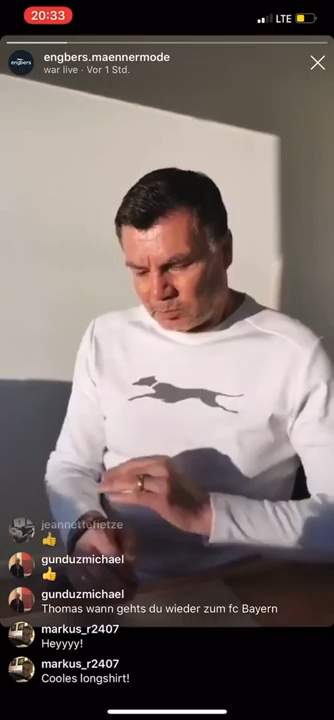 20:33
LTE
engbers
engbers.maennermode
war live · Vor 1 Std.
jeannettetietze
👍
gunduzmichael
👍
gunduzmichael
Thomas wann gehts du wieder zum fc Bayern
markus_r2407
Heyyyy!
markus_r2407
Cooles longshirt!